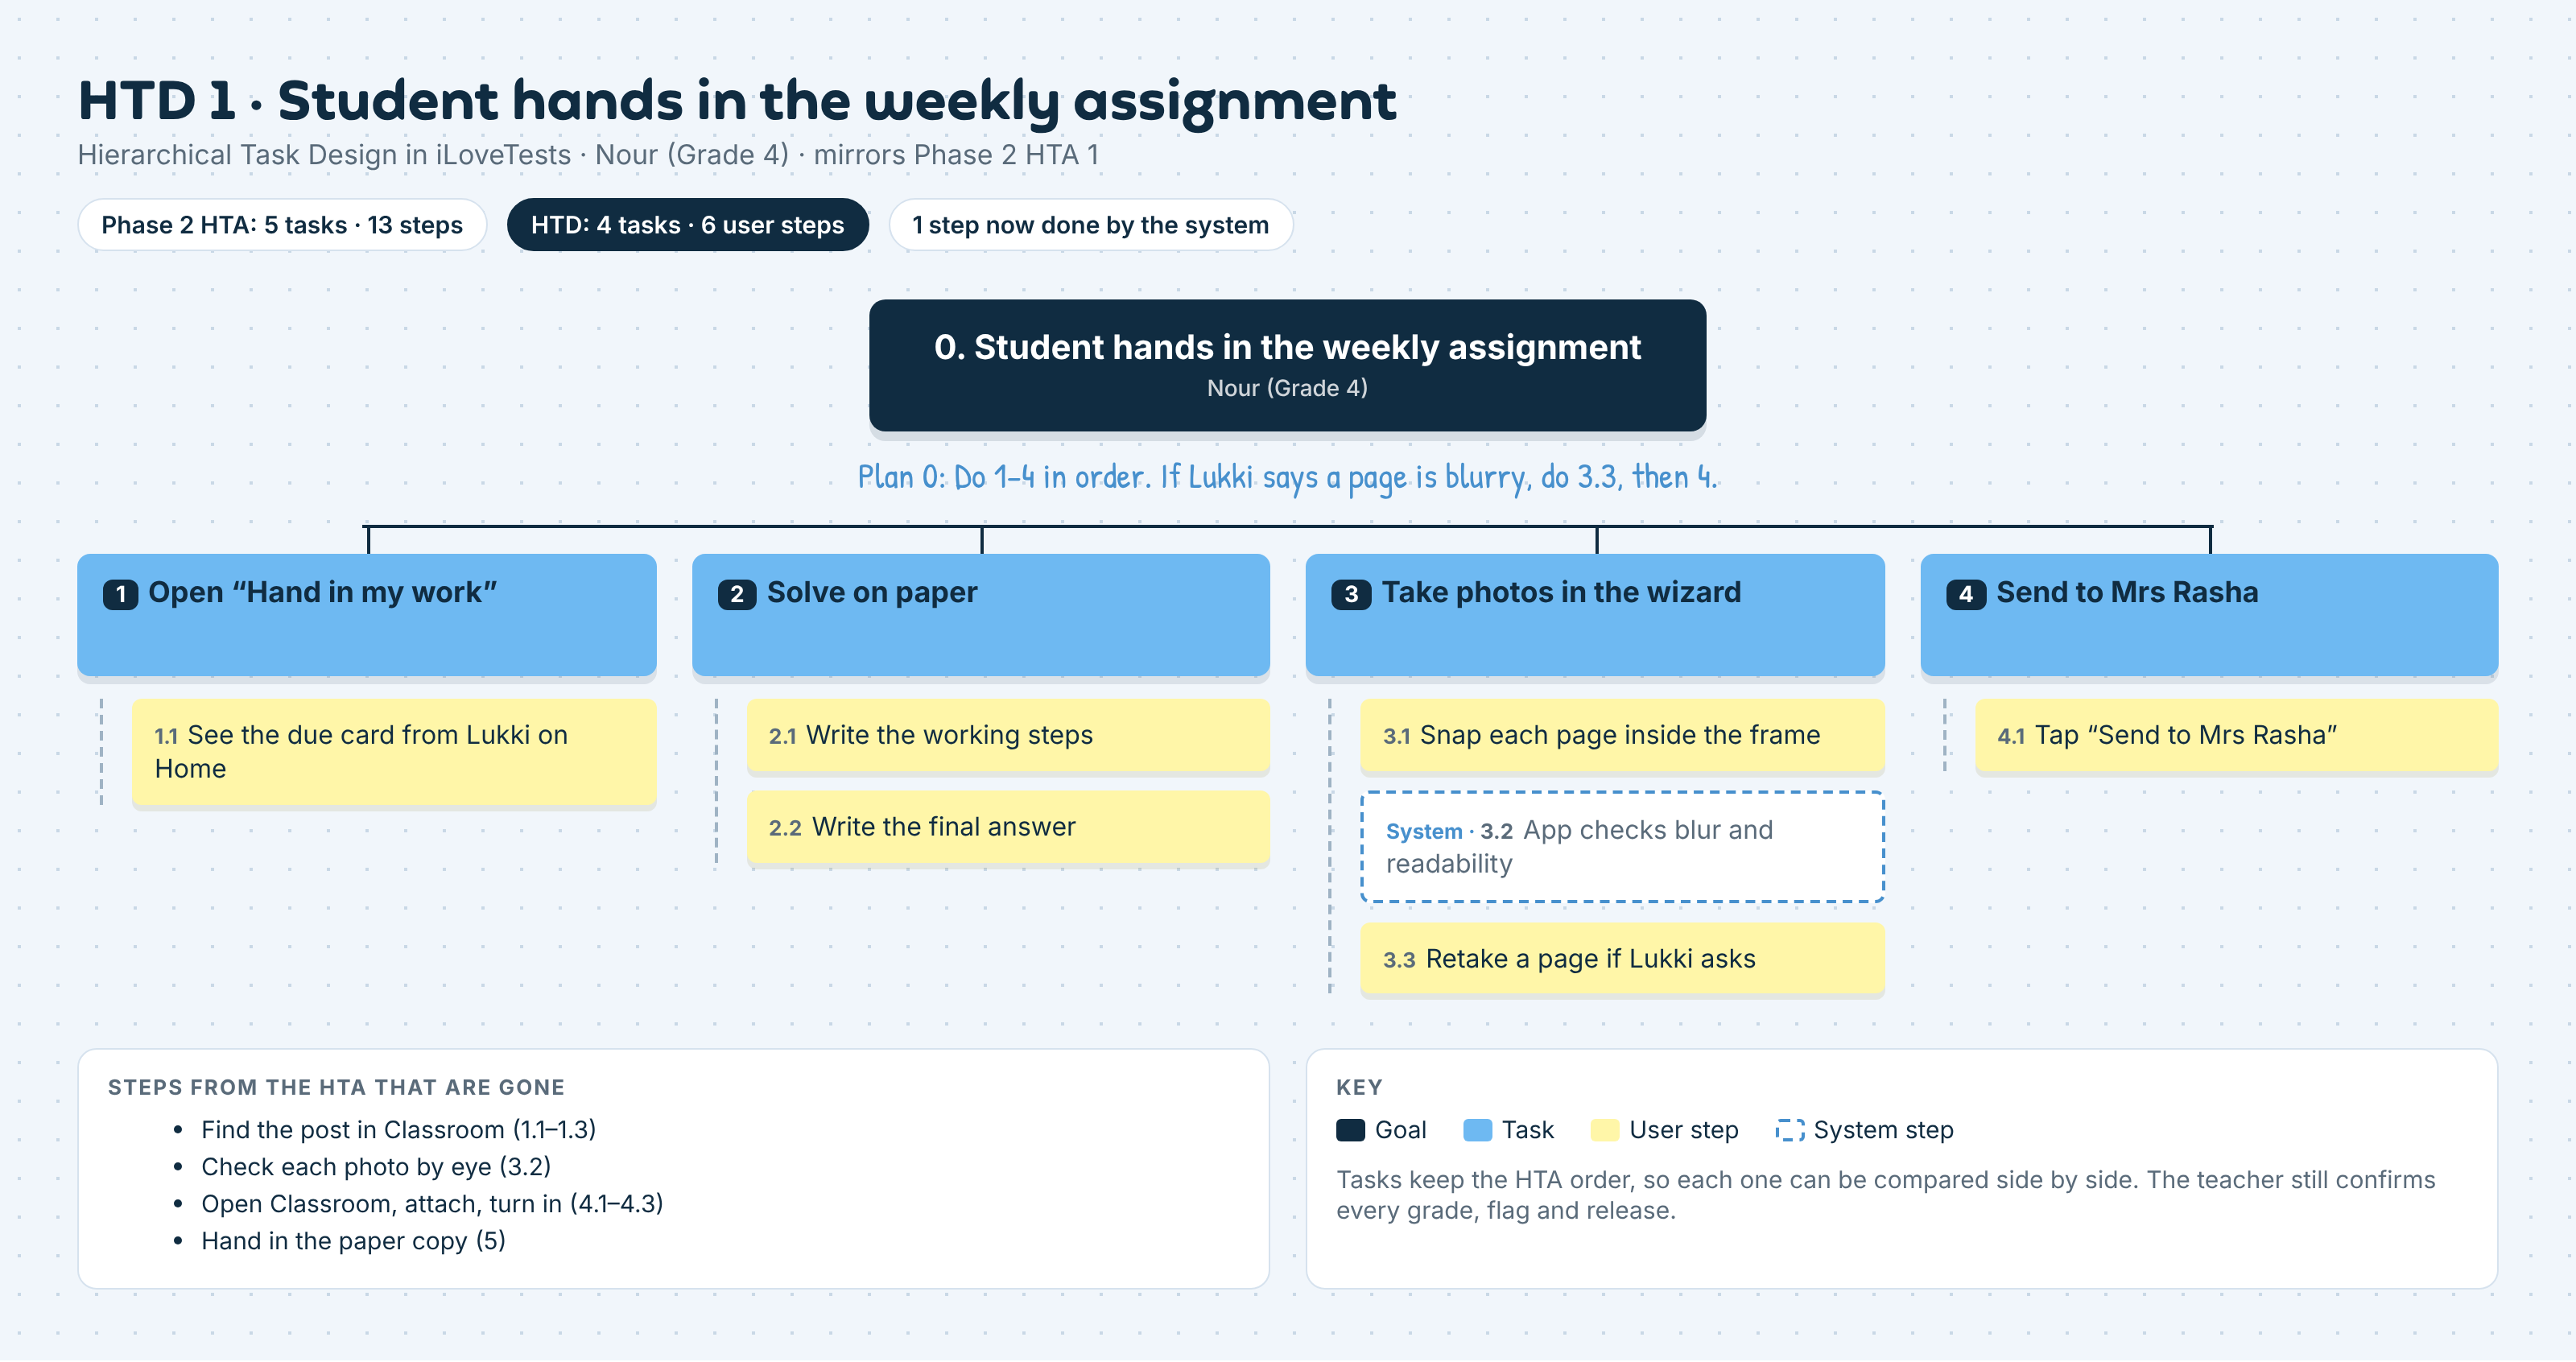 HTD 1 · Student hands in the weekly assignment
Hierarchical Task Design in iLoveTests · Nour (Grade 4) · mirrors Phase 2 HTA 1
Phase 2 HTA: 5 tasks · 13 steps
HTD: 4 tasks · 6 user steps
1 step now done by the system
0. Student hands in the weekly assignment
Nour (Grade 4)
Plan 0: Do 1–4 in order. If Lukki says a page is blurry, do 3.3, then 4.
1 Open “Hand in my work”
1.1 See the due card from Lukki on
Home
2 Solve on paper
2.1 Write the working steps
2.2 Write the final answer
3 Take photos in the wizard
3.1 Snap each page inside the frame
System · 3.2 App checks blur and
readability
3.3 Retake a page if Lukki asks
4 Send to Mrs Rasha
4.1 Tap “Send to Mrs Rasha”
STEPS FROM THE HTA THAT ARE GONE
• Find the post in Classroom (1.1–1.3)
• Check each photo by eye (3.2)
• Open Classroom, attach, turn in (4.1–4.3)
• Hand in the paper copy (5)
KEY
Goal
Task
User step
System step
Tasks keep the HTA order, so each one can be compared side by side. The teacher still confirms
every grade, flag and release.